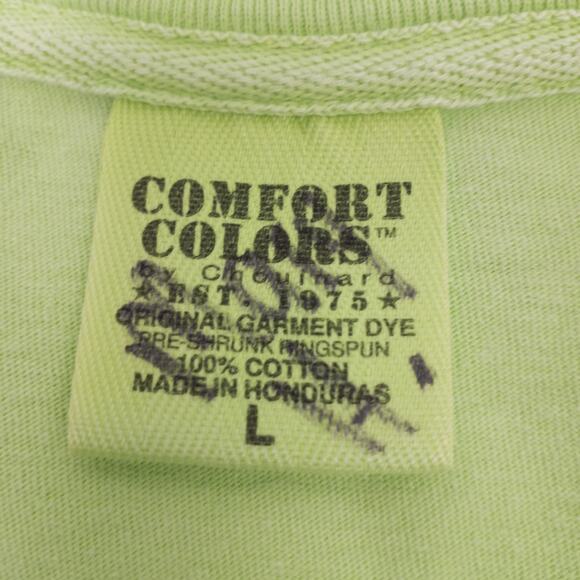 COMFORT
COLORS™
by Chouinard
★ EST. 1975 ★
ORIGINAL GARMENT DYE
PRE-SHRUNK RINGSPUN
100% COTTON
MADE IN HONDURAS
L